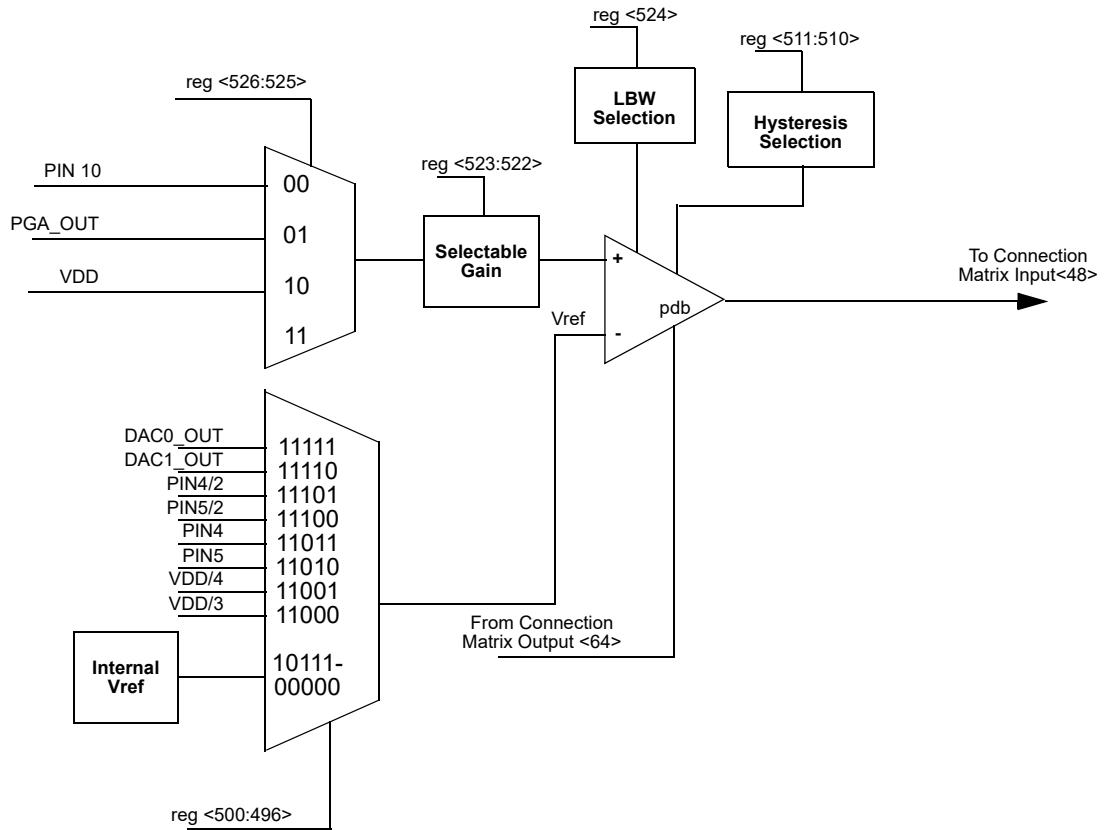 reg <524>
reg <511:510>
reg <526:525>
LBW
Selection
Hysteresis
Selection
PIN 10
00
reg <523:522>
PGA_OUT
01
Selectable
Gain
+
To Connection
Matrix Input<48>
VDD
10
pdb
Vref
-
11
DAC0_OUT
11111
DAC1_OUT
11110
PIN4/2
11101
PIN5/2
11100
PIN4
11011
PIN5
11010
VDD/4
11001
VDD/3
11000
From Connection
Matrix Output <64>
Internal
Vref
10111-
00000
reg <500:496>